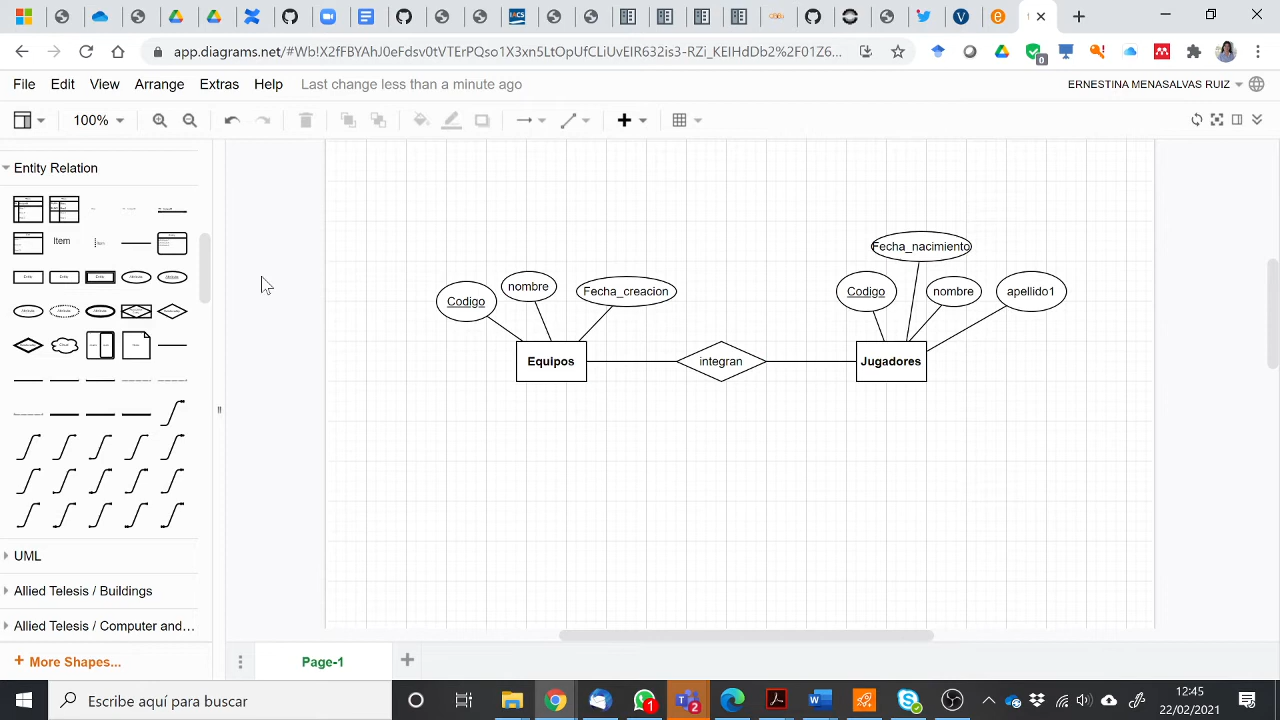 app.diagrams.net/#Wb!X2fFBYAhJ0eFdsv0tVTErPQso1X3xn5LtOpUfCLiUvEIR632is3-RZi_KEIHdDb2%2F01Z6...
0
File Edit View Arrange Extras Help Last change less than a minute ago
ERNESTINA MENASALVAS RUIZ
100%
Entity Relation
Item
Fecha_nacimiento
Codigo nombre Fecha_creacion
Codigo nombre apellido1
Equipos integran Jugadores
UML
Allied Telesis / Buildings
Allied Telesis / Computer and...
+ More Shapes...
Page-1
Escribe aquí para buscar
1
2
12:45
22/02/2021